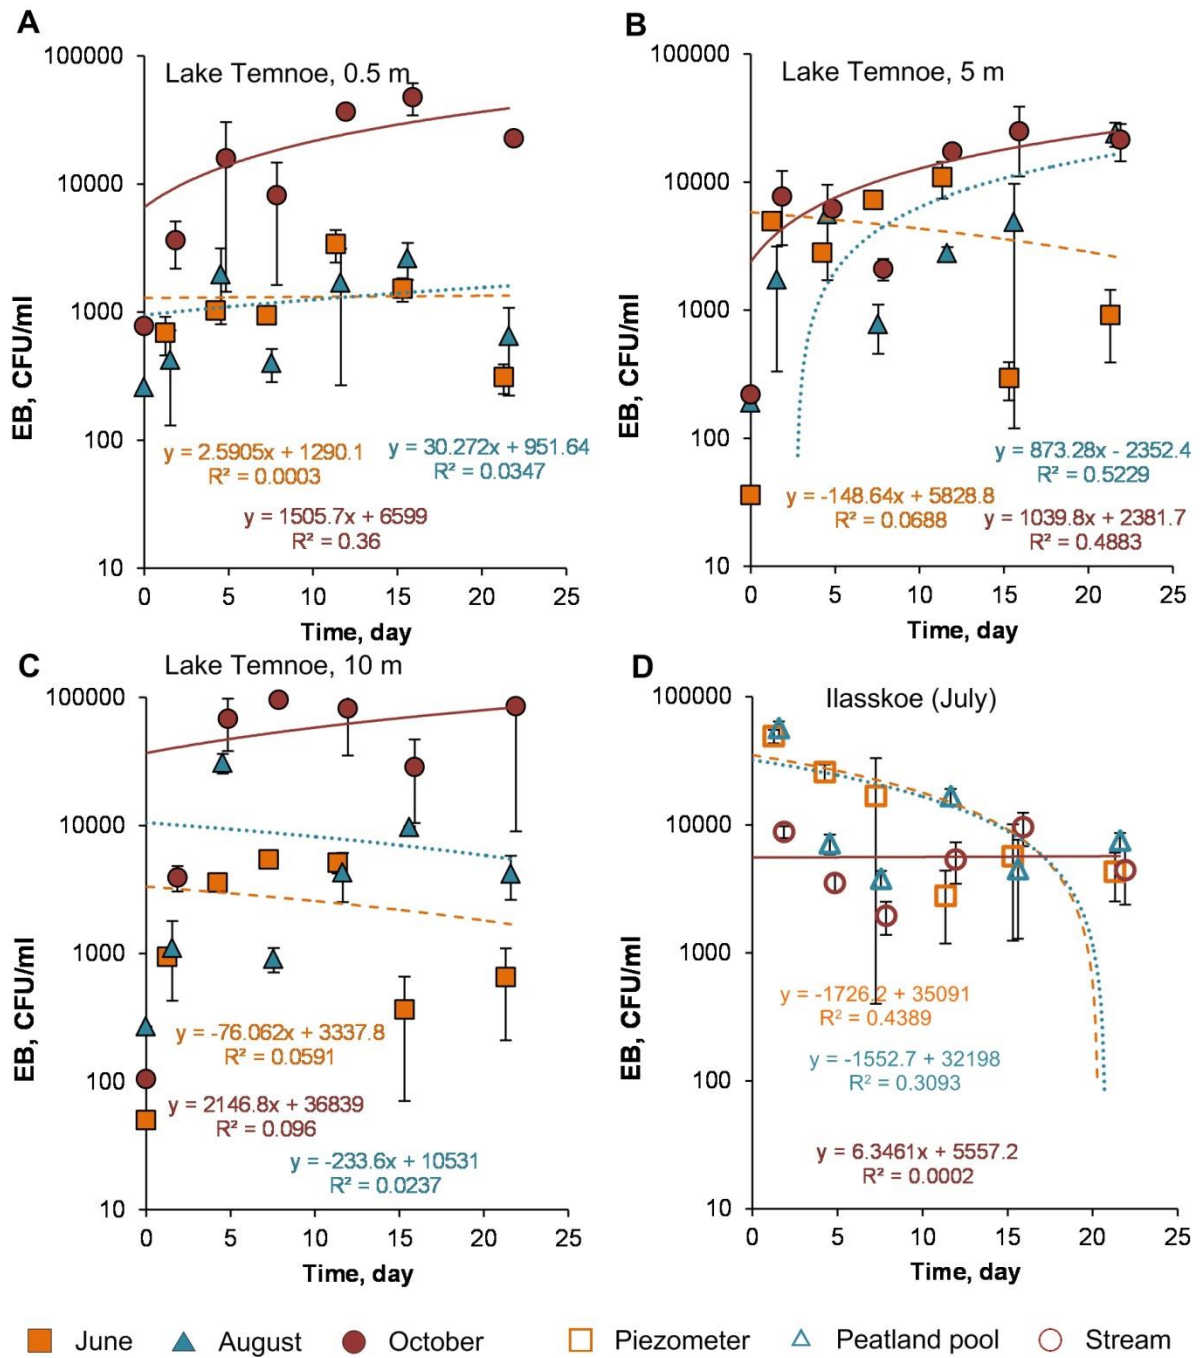 A
Lake Temnoe, 0.5 m
100000
10000
1000
100
10
EB, CFU/ml
y = 2.5905x + 1290.1
R² = 0.0003
y = 30.272x + 951.64
R² = 0.0347
y = 1505.7x + 6599
R² = 0.36
0 5 10 15 20 25
Time, day
B
Lake Temnoe, 5 m
100000
10000
1000
100
10
EB, CFU/ml
y = 873.28x - 2352.4
R² = 0.5229
y = -148.64x + 5828.8
R² = 0.0688
y = 1039.8x + 2381.7
R² = 0.4883
0 5 10 15 20 25
Time, day
C
Lake Temnoe, 10 m
100000
10000
1000
100
10
EB, CFU/ml
y = -76.062x + 3337.8
R² = 0.0591
y = 2146.8x + 36839
R² = 0.096
y = -233.6x + 10531
R² = 0.0237
0 5 10 15 20 25
Time, day
D
Ilasskoe (July)
100000
10000
1000
100
10
EB, CFU/ml
y = -1726.2 + 35091
R² = 0.4389
y = -1552.7 + 32198
R² = 0.3093
y = 6.3461x + 5557.2
R² = 0.0002
0 5 10 15 20 25
Time, day
June August October Piezometer Peatland pool Stream